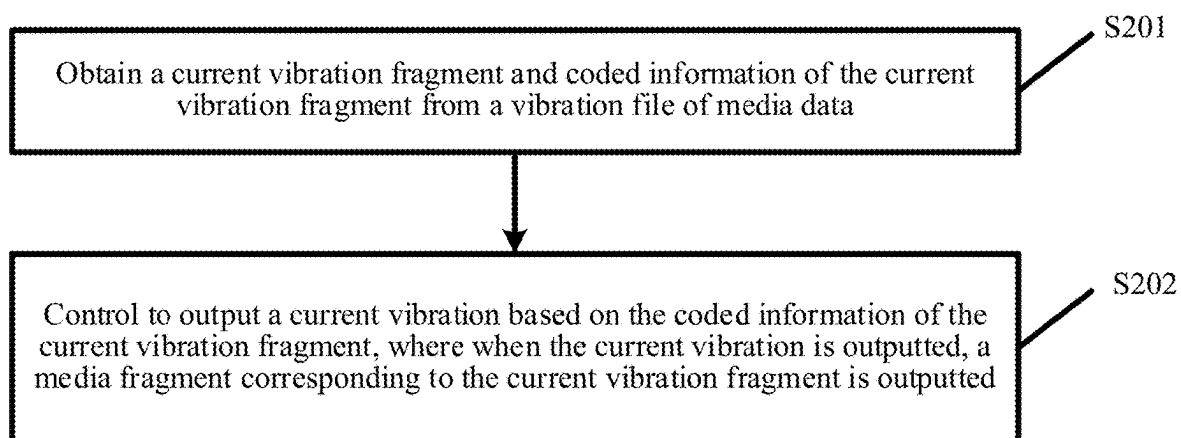 S201
Obtain a current vibration fragment and coded information of the current
vibration fragment from a vibration file of media data
S202
Control to output a current vibration based on the coded information of the
current vibration fragment, where when the current vibration is outputted, a
media fragment corresponding to the current vibration fragment is outputted